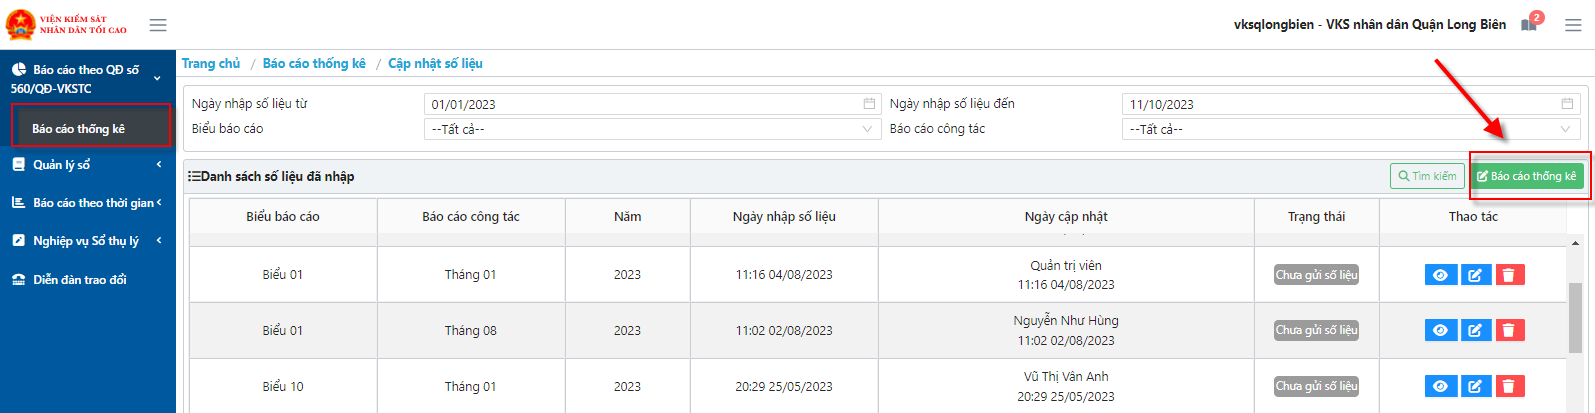 VIỆN KIỂM SÁT
NHÂN DÂN TỐI CAO
vksqlongbien - VKS nhân dân Quận Long Biên
2
Báo cáo theo QĐ số
560/QĐ-VKSTC
Báo cáo thống kê
Quản lý sổ
Báo cáo theo thời gian
Nghiệp vụ Sổ thụ lý
Diễn đàn trao đổi
Trang chủ / Báo cáo thống kê / Cập nhật số liệu
Ngày nhập số liệu từ 01/01/2023 Ngày nhập số liệu đến 11/10/2023
Biểu báo cáo --Tất cả-- Báo cáo công tác --Tất cả--
Danh sách số liệu đã nhập Tìm kiếm Báo cáo thống kê
Biểu báo cáo Báo cáo công tác Năm Ngày nhập số liệu Ngày cập nhật Trạng thái Thao tác
Biểu 01 Tháng 01 2023 11:16 04/08/2023 Quản trị viên Chưa gửi số liệu
11:16 04/08/2023
Biểu 01 Tháng 08 2023 11:02 02/08/2023 Nguyễn Như Hùng Chưa gửi số liệu
11:02 02/08/2023
Biểu 10 Tháng 01 2023 20:29 25/05/2023 Vũ Thị Vân Anh Chưa gửi số liệu
20:29 25/05/2023